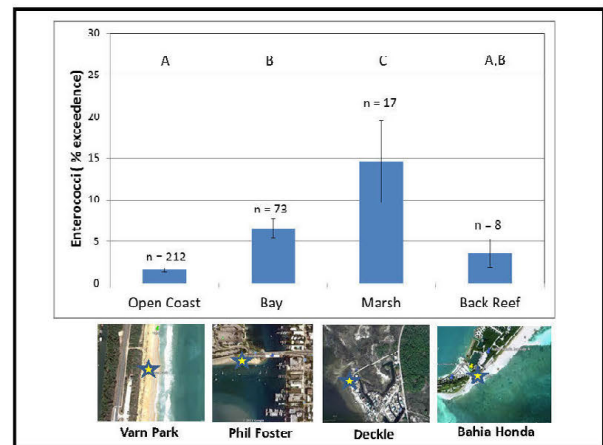 30
A B C A,B
25
n = 17
20
15
n = 73
10
n = 8
5
n = 212
0
Enterococci ( % exceedence)
Open Coast Bay Marsh Back Reef
Varn Park Phil Foster Deckle Bahia Honda